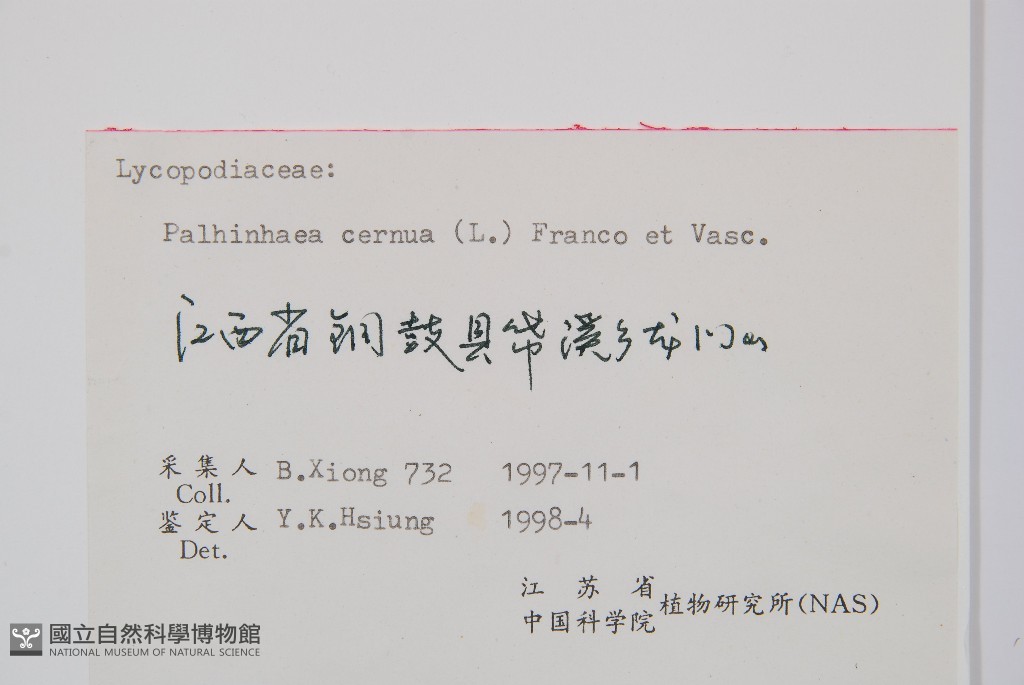 Lycopodiaceae:
Palhinhaea cernua (L.) Franco et Vasc.
江西省铜鼓县带溪乡龙门山
采集人 B.Xiong 732 1997-11-1
Coll.
鉴定人 Y.K.Hsiung 1998-4
Det.
江苏省
中国科学院 植物研究所(NAS)
國立自然科學博物館
NATIONAL MUSEUM OF NATURAL SCIENCE